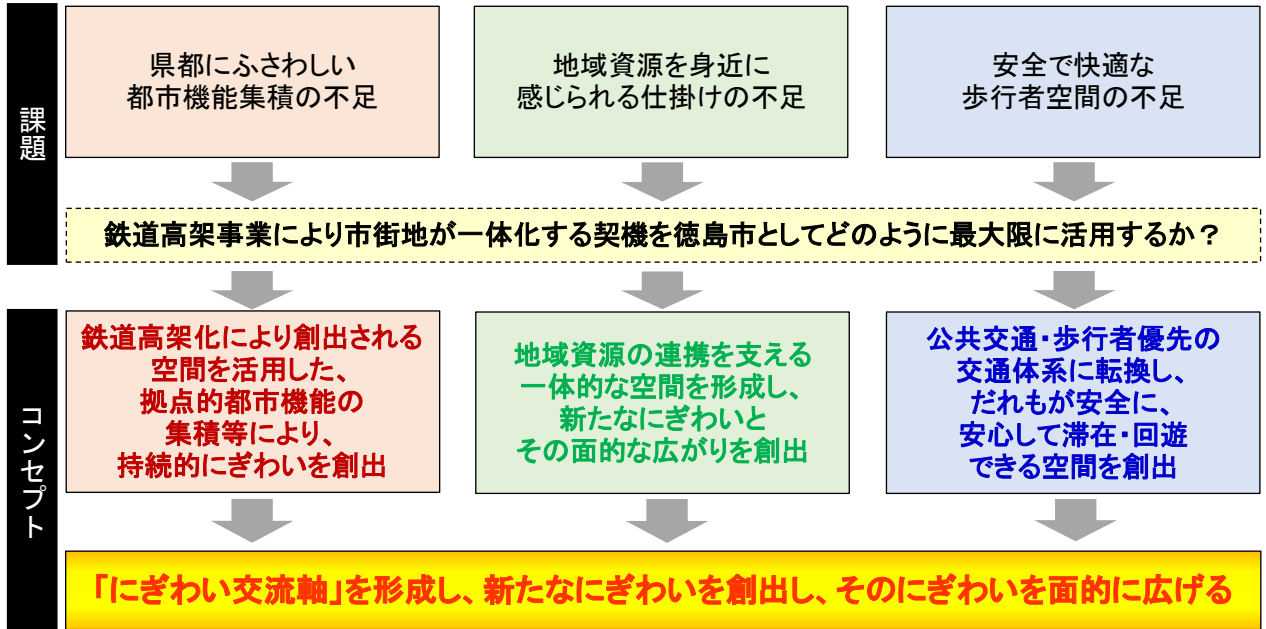 課題
県都にふさわしい
都市機能集積の不足
地域資源を身近に
感じられる仕掛けの不足
安全で快適な
歩行者空間の不足
鉄道高架事業により市街地が一体化する契機を徳島市としてどのように最大限に活用するか？
コンセプト
鉄道高架化により創出される
空間を活用した、
拠点的都市機能の
集積等により、
持続的にぎわいを創出
地域資源の連携を支える
一体的な空間を形成し、
新たなにぎわいと
その面的な広がりを創出
公共交通・歩行者優先の
交通体系に転換し、
だれもが安全に、
安心して滞在・回遊
できる空間を創出
「にぎわい交流軸」を形成し、新たなにぎわいを創出し、そのにぎわいを面的に広げる